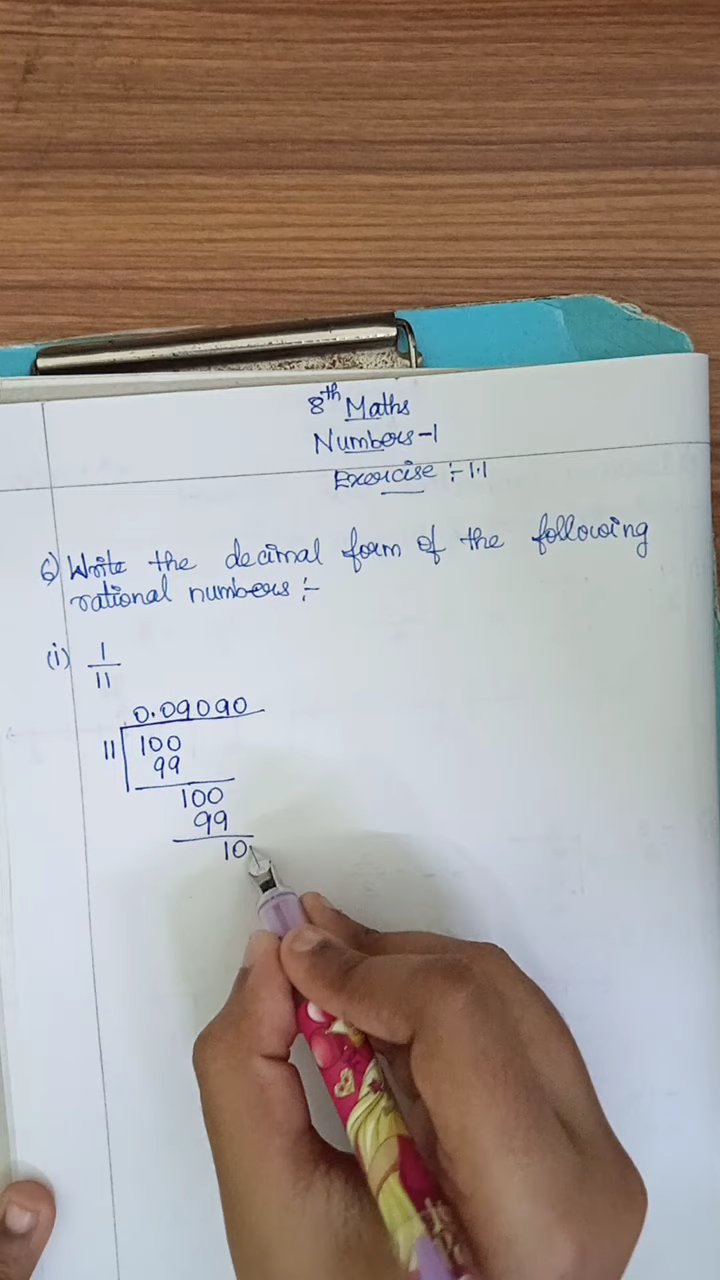 8th Maths
Numbers-1
Exercise :- 1.1
6) Write the decimal form of the following
rational numbers :-
(i) 1
11
0.09090
11 100
99
100
99
10